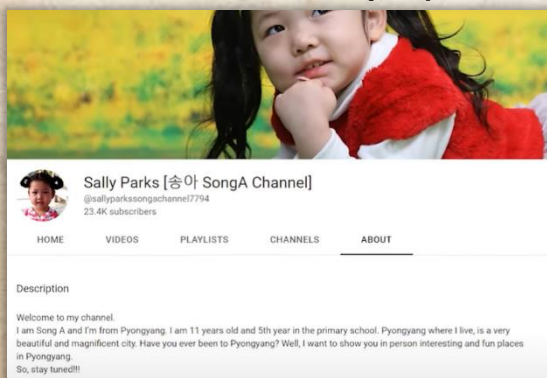 Sally Parks [송아 SongA Channel]
@sallyparkssongachannel7794
23.4K subscribers
HOME VIDEOS PLAYLISTS CHANNELS ABOUT
Description
Welcome to my channel.
I am Song A and I'm from Pyongyang. I am 11 years old and 5th year in the primary school. Pyongyang where I live, is a very
beautiful and magnificent city. Have you ever been to Pyongyang? Well, I want to show you in person interesting and fun places
in Pyongyang.
So, stay tuned!!!